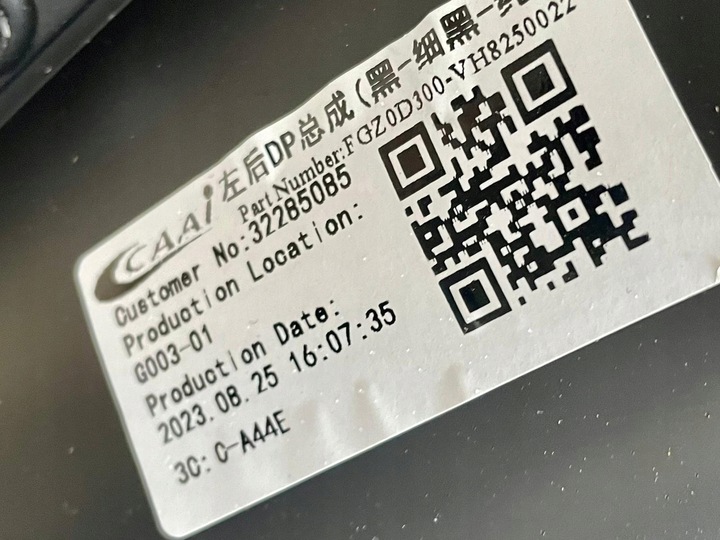 CAAi
左后DP总成(黑-细黑-
Part Number:FGZ0D300-VH8250022
Customer No:32285085
Production Location:
G003-01
Production Date:
2023.08.25 16:07:35
3C: C-A44E